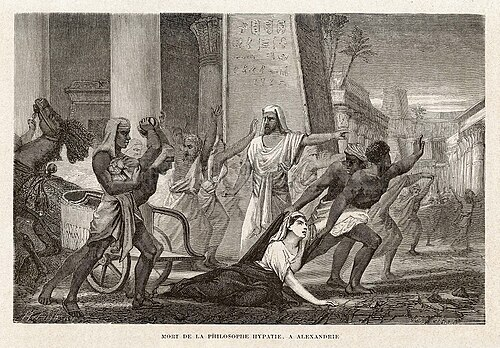 MORT DE LA PHILOSOPHE HYPATIE, A ALEXANDRIE